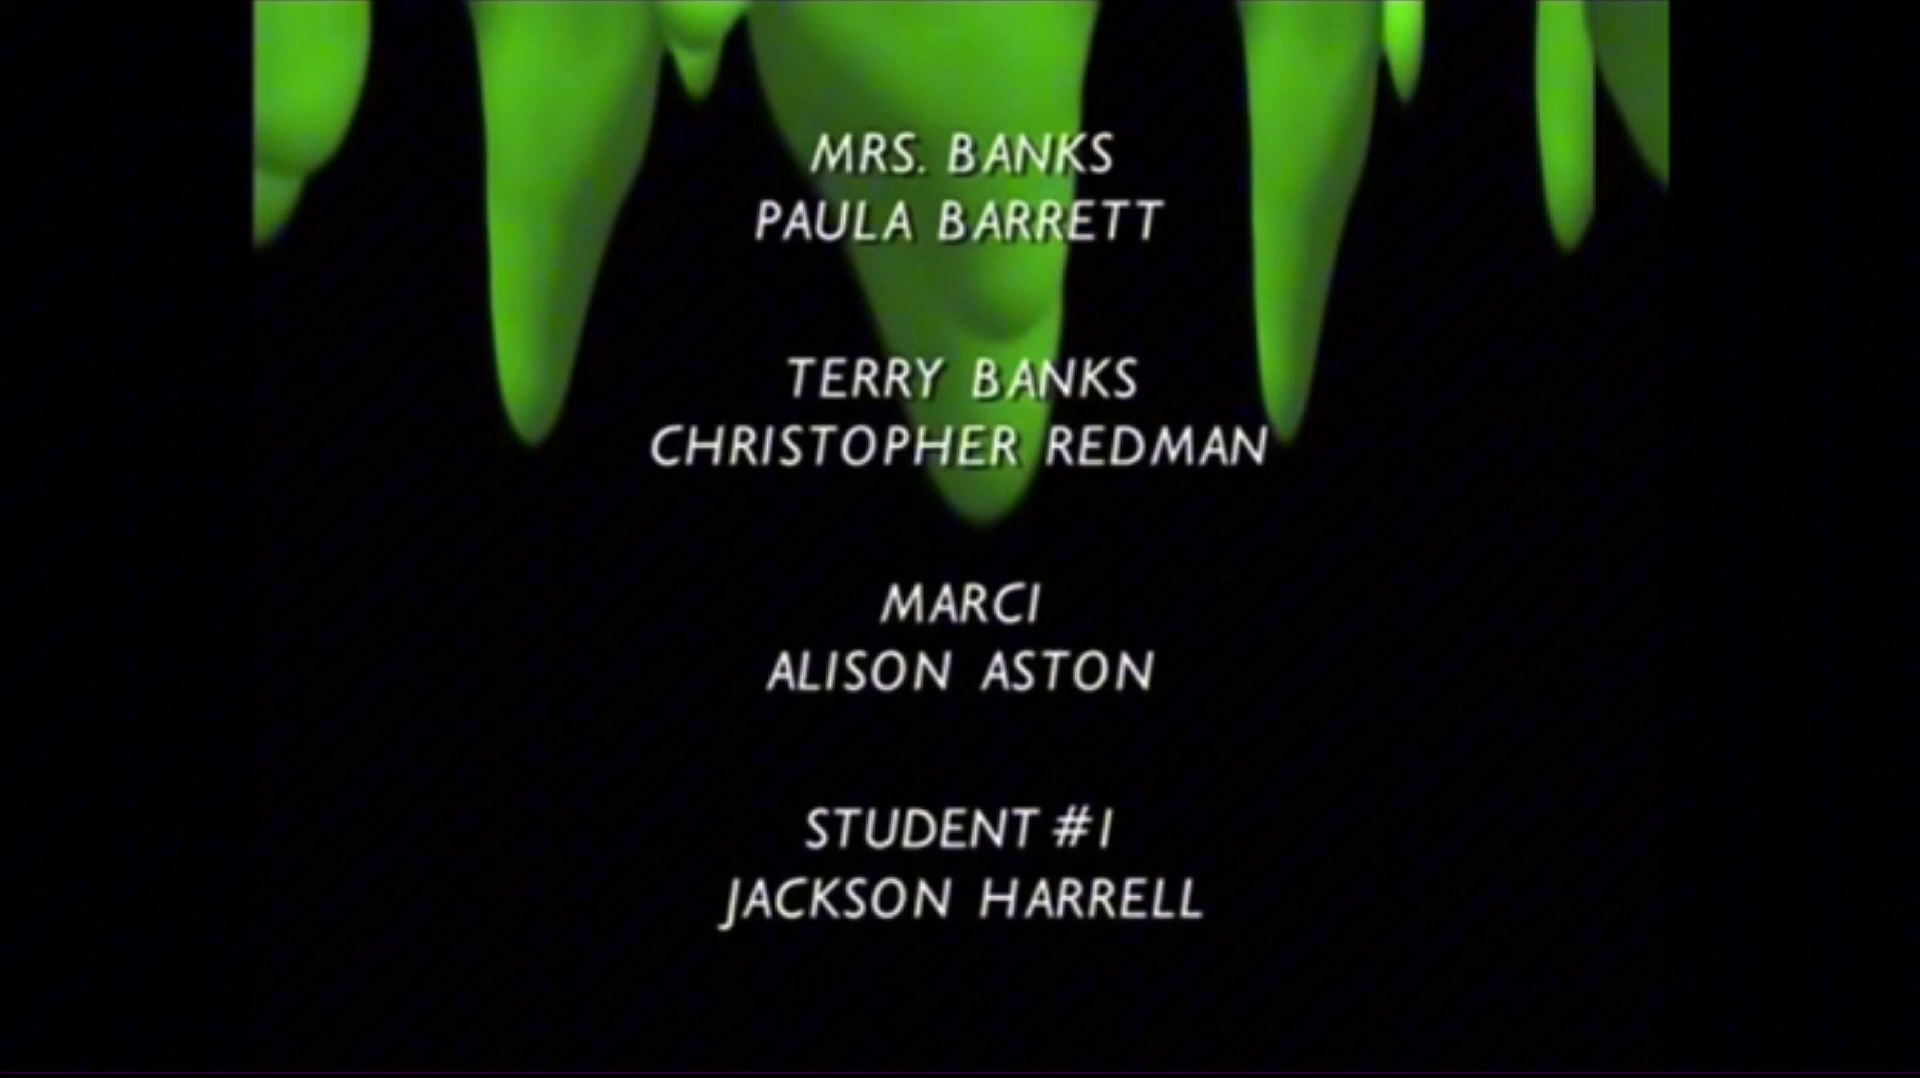 MRS. BANKS
PAULA BARRETT
TERRY BANKS
CHRISTOPHER REDMAN
MARCI
ALISON ASTON
STUDENT #1
JACKSON HARRELL